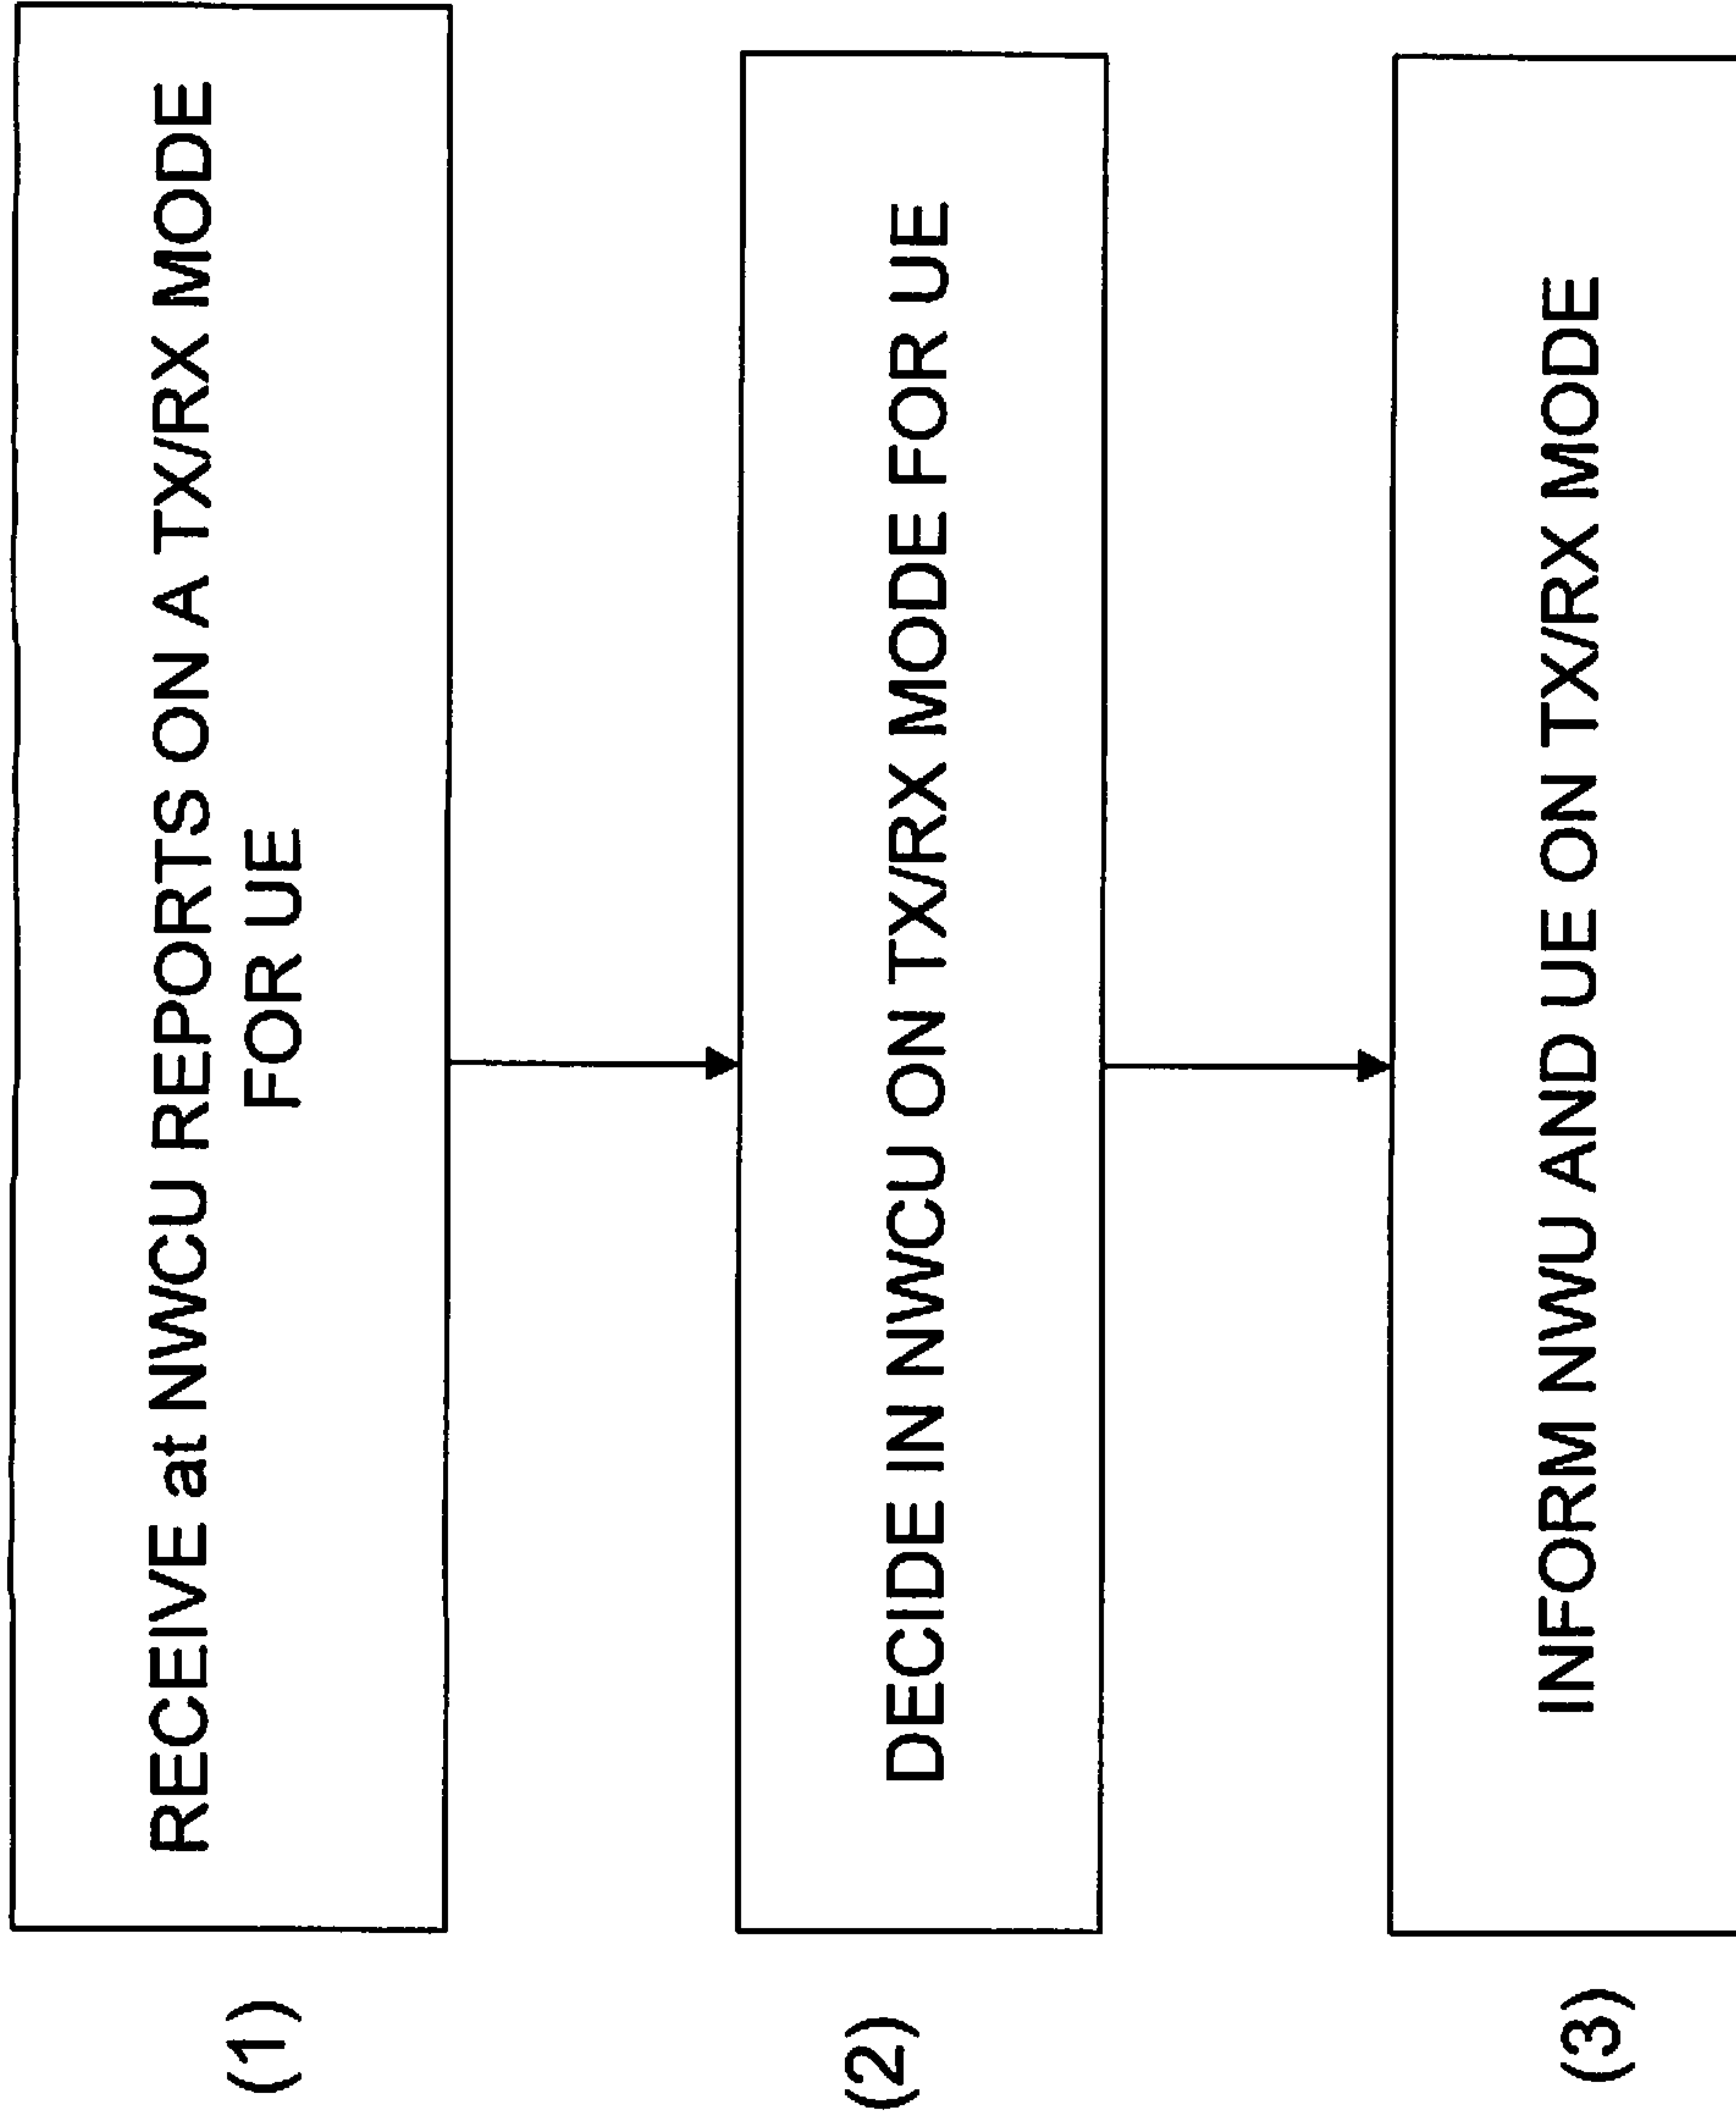 (1)
RECEIVE at NWCU REPORTS ON A TX/RX MODE
FOR UE
(2)
DECIDE IN NWCU ON TX/RX MODE FOR UE
(3)
INFORM NWU AND UE ON TX/RX MODE